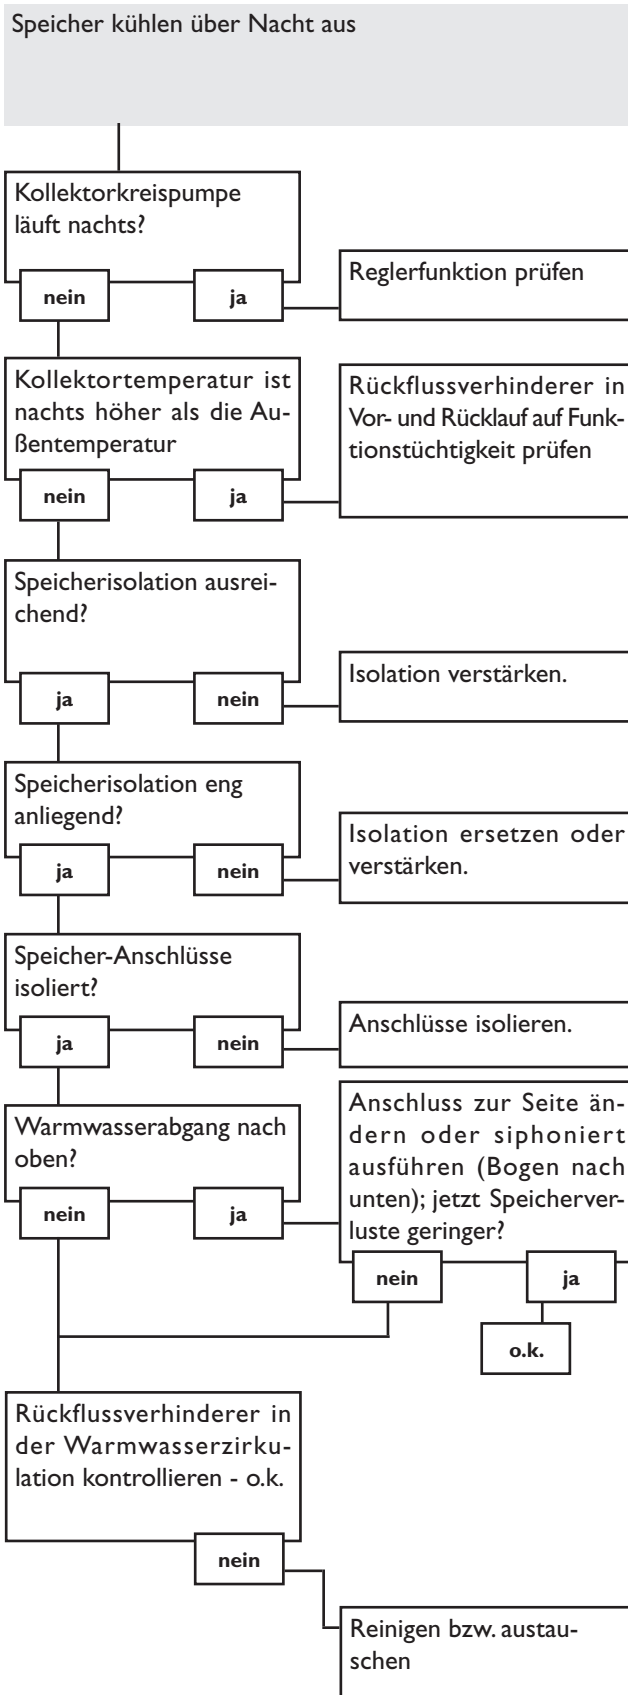 Speicher kühlen über Nacht aus
Kollektorkreispumpe
läuft nachts?
nein
ja
Reglerfunktion prüfen
Kollektortemperatur ist
nachts höher als die Au-
ßentemperatur
nein
ja
Rückflussverhinderer in
Vor- und Rücklauf auf Funk-
tionstüchtigkeit prüfen
Speicherisolation ausrei-
chend?
ja
nein
Isolation verstärken.
Speicherisolation eng
anliegend?
ja
nein
Isolation ersetzen oder
verstärken.
Speicher-Anschlüsse
isoliert?
ja
nein
Anschlüsse isolieren.
Warmwasserabgang nach
oben?
nein
ja
Anschluss zur Seite än-
dern oder siphoniert
ausführen (Bogen nach
unten); jetzt Speicherver-
luste geringer?
nein
ja
o.k.
Rückflussverhinderer in
der Warmwasserzirku-
lation kontrollieren - o.k.
nein
Reinigen bzw. austau-
schen